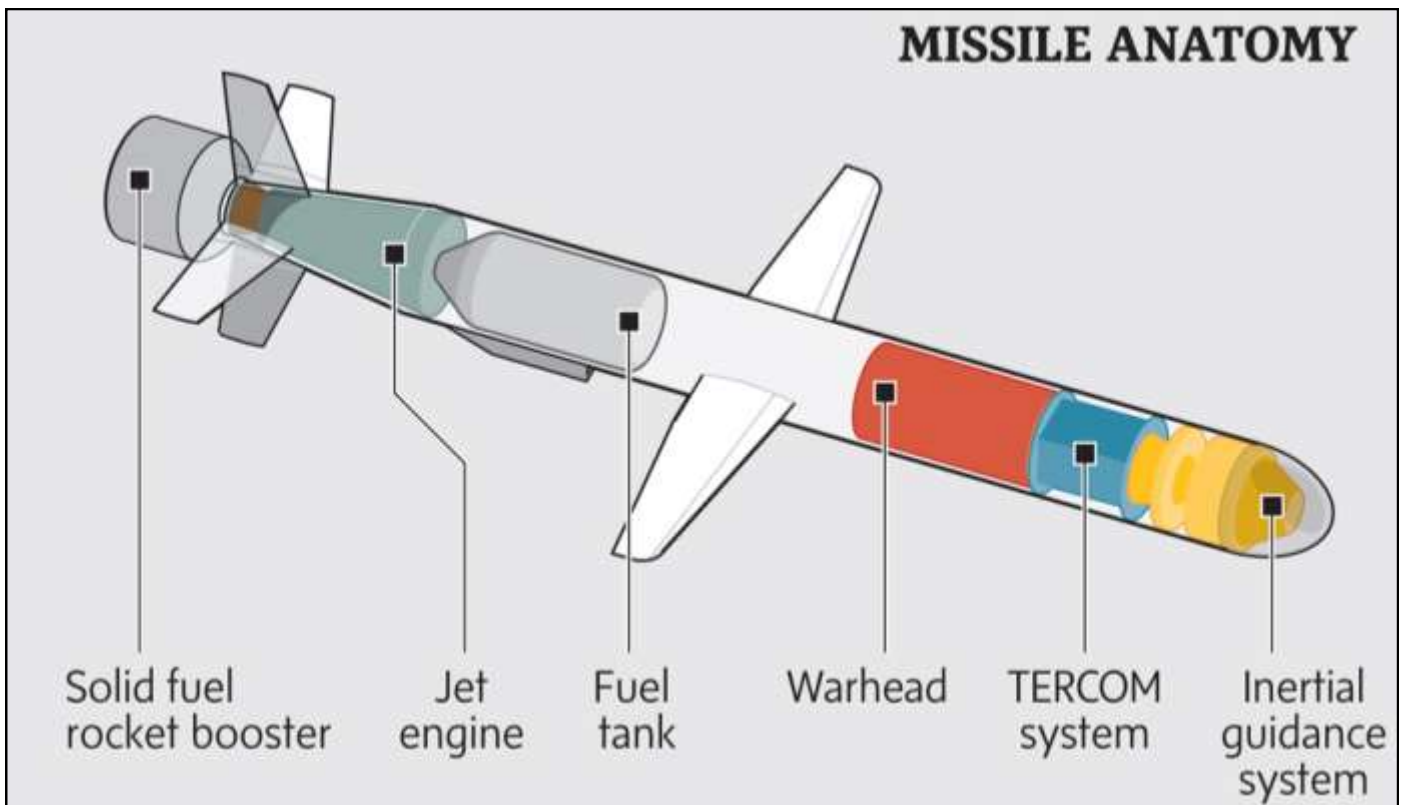 MISSILE ANATOMY
Solid fuel
rocket booster
Jet
engine
Fuel
tank
Warhead
TERCOM
system
Inertial
guidance
system